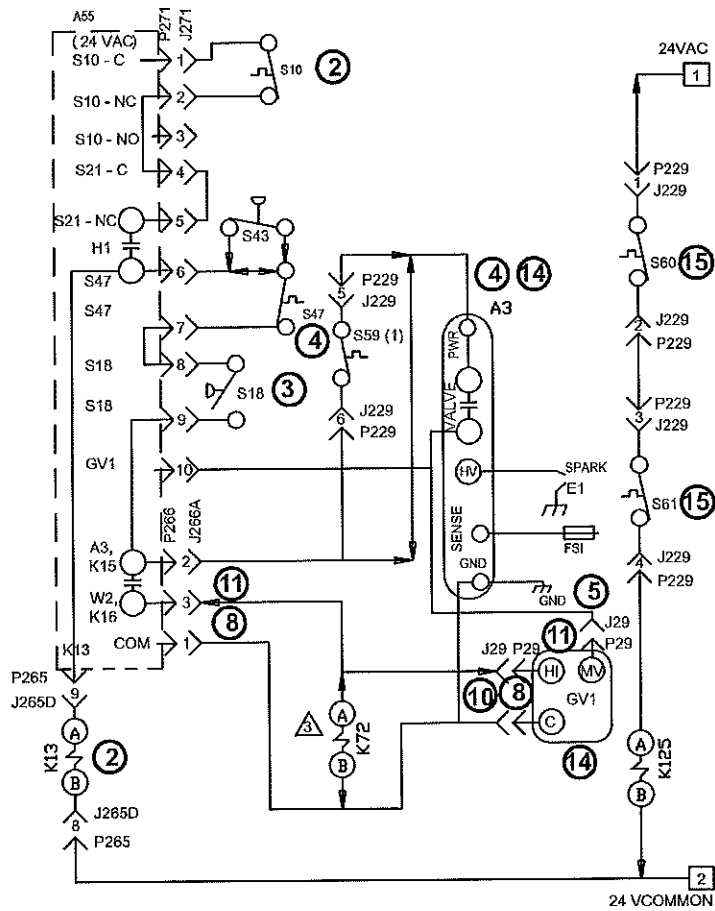 A55
P271
J271
24VAC
(24 VAC)
S10 - C
1
S10
2
1
S10 - NC
2
S10 - NO
3
S21 - C
4
P229
1
J229
S21 - NC
5
S43
H1
S47
6
P229
5
J229
4
14
A3
S60
15
S47
7
S47
4
S59 (1)
PWR
J229
2
P229
S18
8
S18
3
VALVE
S18
9
J229
6
P229
P229
3
J229
GV1
10
HV
SPARK
E1
S61
15
P266
J266A
SENSE
FSI
A3,
K15
2
GND
GND
J229
4
P229
W2,
K16
3
11
8
5
COM
1
J29
P29
K13
P265
9
J265D
J29
P29
11
HI
MV
10
8
GV1
C
14
A
K13
B
2
3
A
K72
B
A
K125
B
J265D
8
P265
2
24 VCOMMON